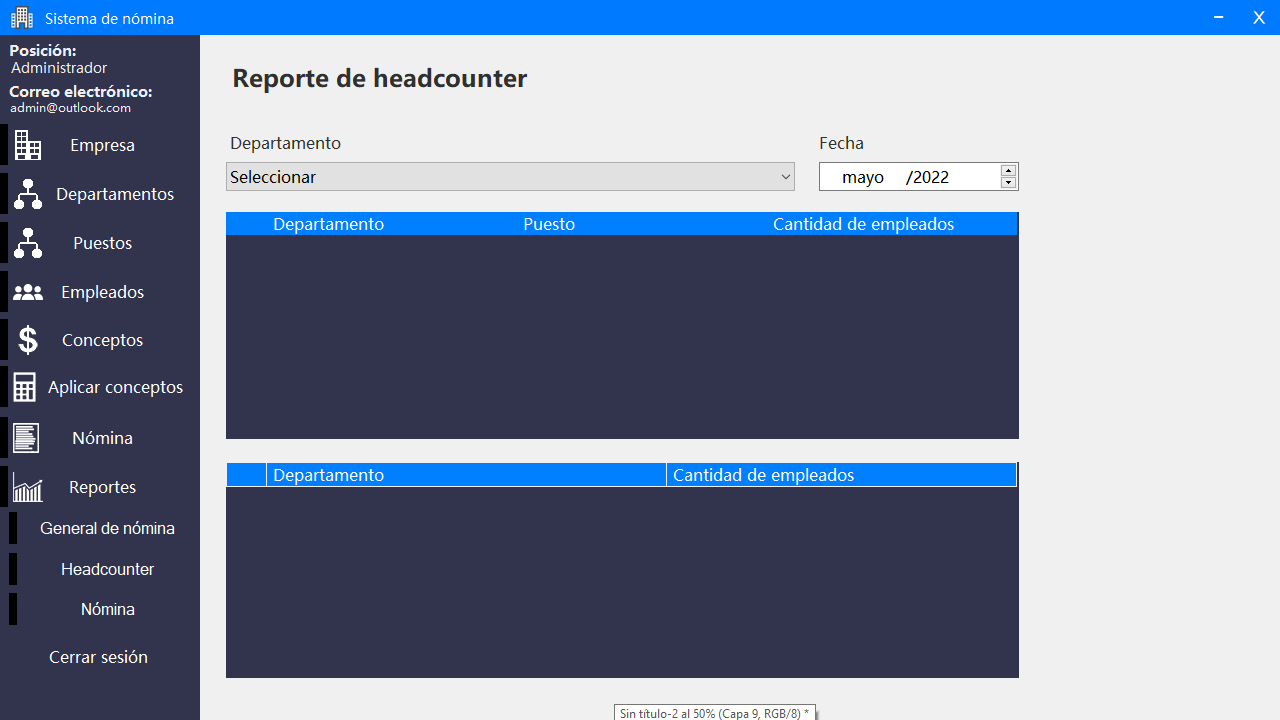 Sistema de nómina
– X
Posición:
Administrador
Correo electrónico:
admin@outlook.com
Empresa
Departamentos
Puestos
Empleados
Conceptos
Aplicar conceptos
Nómina
Reportes
General de nómina
Headcounter
Nómina
Cerrar sesión
Reporte de headcounter
Departamento
Fecha
Seleccionar
mayo /2022
Departamento Puesto Cantidad de empleados
Departamento Cantidad de empleados
Sin título-2 al 50% (Capa 9, RGB/8) *